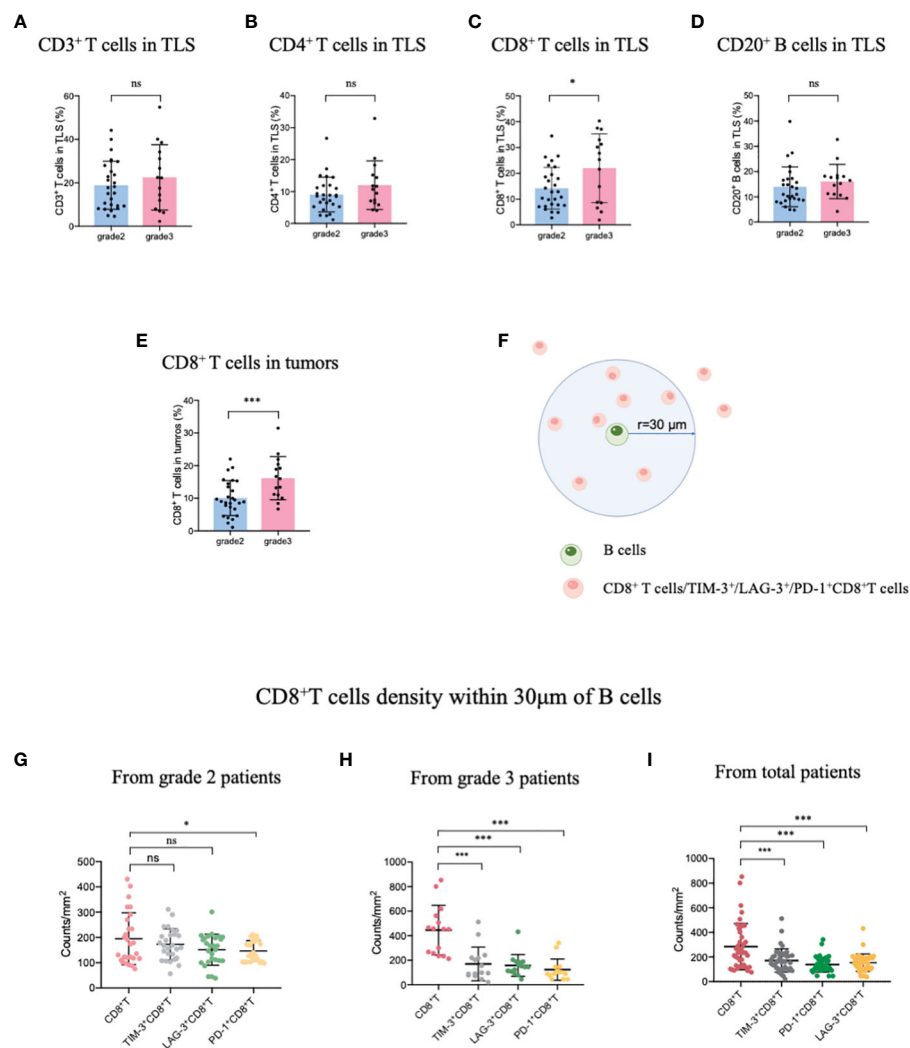 A
B
C
D
CD3+ T cells in TLS
CD4+ T cells in TLS
CD8+ T cells in TLS
CD20+ B cells in TLS
ns
ns
*
ns
CD3+ T cells in TLS (%)
60
40
20
0
grade2
grade3
CD4+ T cells in TLS (%)
40
30
20
10
0
grade2
grade3
CD8+ T cells in TLS (%)
50
40
30
20
10
0
grade2
grade3
CD20+ B cells in TLS (%)
50
40
30
20
10
0
grade2
grade3
E
CD8+ T cells in tumors
***
CD8+ T cells in tumros (%)
40
30
20
10
0
grade2
grade3
F
r=30 μm
B cells
CD8+ T cells/TIM-3+/LAG-3+/PD-1+CD8+T cells
CD8+T cells density within 30μm of B cells
G
From grade 2 patients
*
ns
ns
Counts/mm2
500
400
300
200
100
0
CD8+T
TIM-3+CD8+T
LAG-3+CD8+T
PD-1+CD8+T
H
From grade 3 patients
***
***
***
Counts/mm2
1000
800
600
400
200
0
CD8+T
TIM-3+CD8+T
LAG-3+CD8+T
PD-1+CD8+T
I
From total patients
***
***
***
Counts/mm2
1000
800
600
400
200
0
CD8+T
TIM-3+CD8+T
PD-1+CD8+T
LAG-3+CD8+T